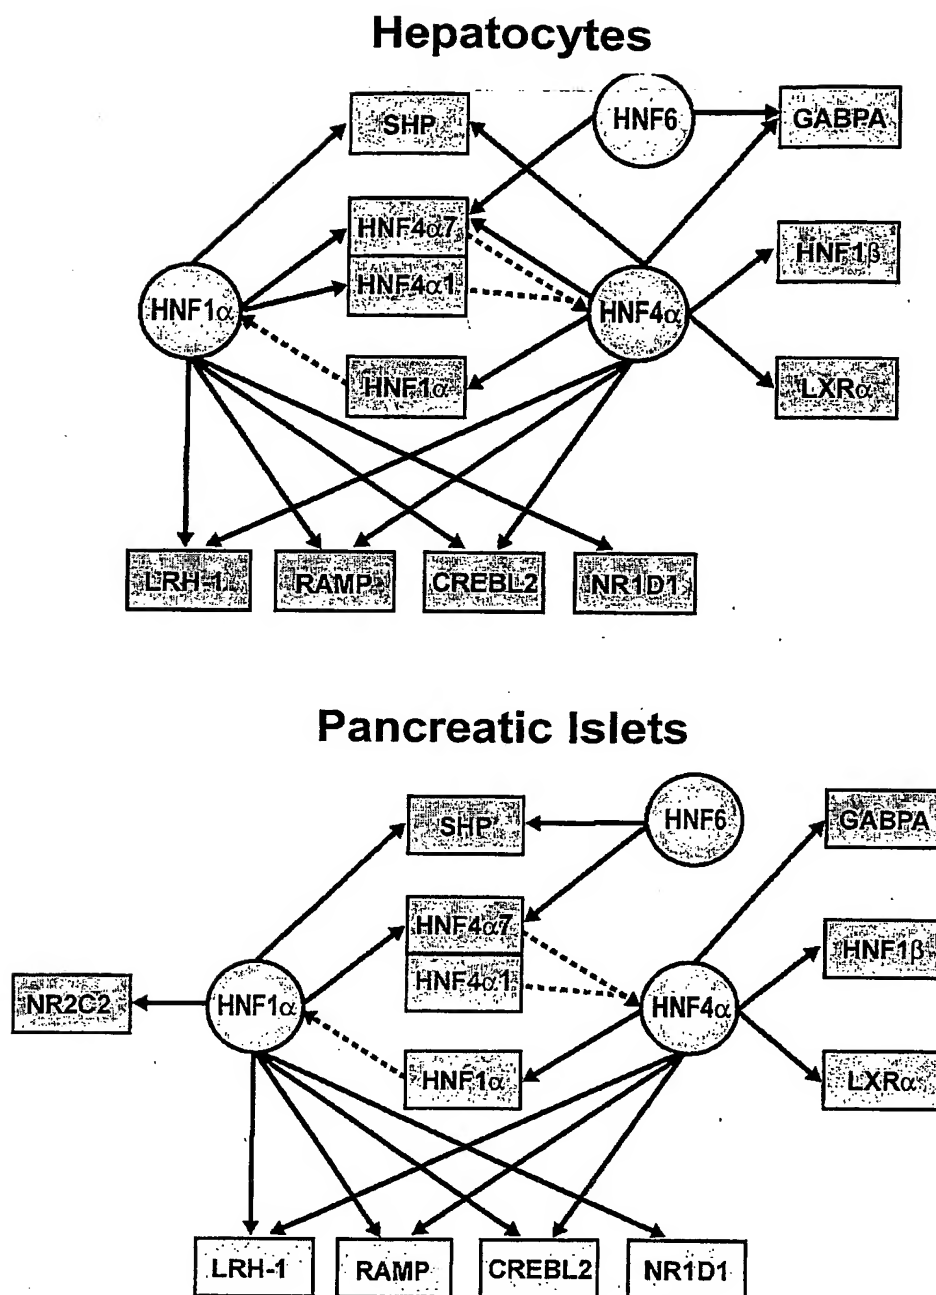 Hepatocytes
SHP
HNF6
GABPA
HNF4α7
HNF1β
HNF4α1
HNF1α
HNF4α
HNF1α
LXRα
LRH-1
RAMP
CREBL2
NR1D1
Pancreatic Islets
SHP
HNF6
GABPA
HNF4α7
HNF1β
HNF4α1
NR2C2
HNF1α
HNF4α
HNF1α
LXRα
LRH-1
RAMP
CREBL2
NR1D1